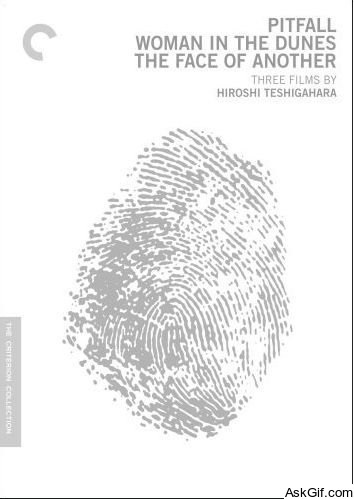 PITFALL
WOMAN IN THE DUNES
THE FACE OF ANOTHER
THREE FILMS BY
HIROSHI TESHIGAHARA
THE CRITERION COLLECTION
AskGif.com